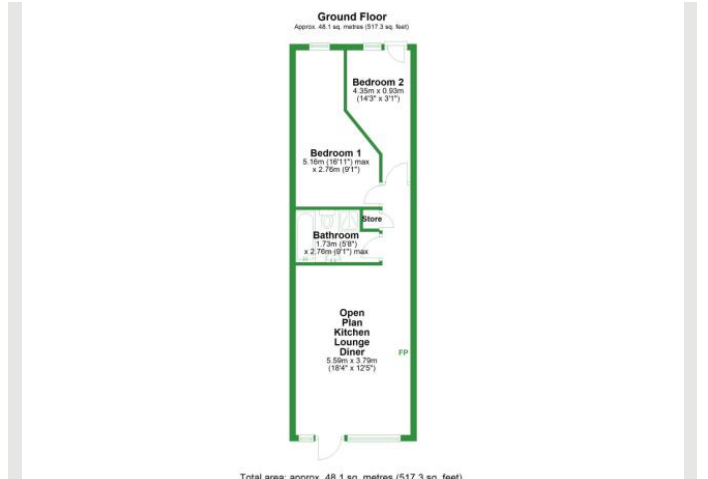 Ground Floor
Approx. 48.1 sq. metres (517.3 sq. feet)
Bedroom 2
4.35m x 0.93m
(14'3" x 3'1")
Bedroom 1
5.16m (16'11") max
x 2.76m (9'1")
Store
Bathroom
1.73m (5'8")
x 2.76m (9'1") max
Open
Plan
Kitchen
Lounge
Diner
5.59m x 3.79m
(18'4" x 12'5")
FP
Total area: approx. 48.1 sq. metres (517.3 sq. feet)